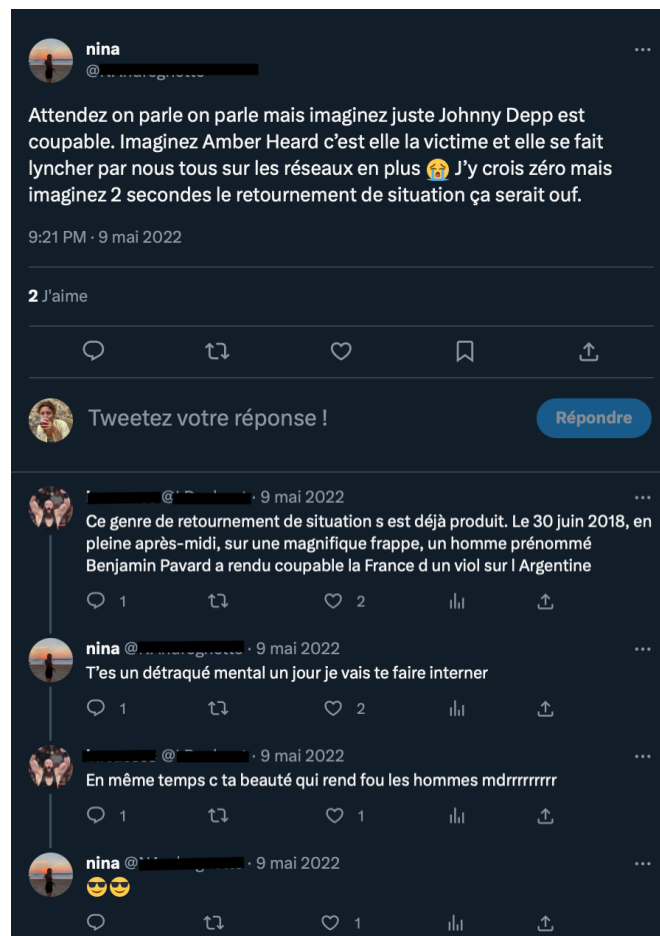 nina
@
Attendez on parle on parle mais imaginez juste Johnny Depp est
coupable. Imaginez Amber Heard c’est elle la victime et elle se fait
lyncher par nous tous sur les réseaux en plus 😭 J’y crois zéro mais
imaginez 2 secondes le retournement de situation ça serait ouf.
9:21 PM · 9 mai 2022
2 J'aime
Tweetez votre réponse !
Répondre
@ · 9 mai 2022
Ce genre de retournement de situation s est déjà produit. Le 30 juin 2018, en
pleine après-midi, sur une magnifique frappe, un homme prénommé
Benjamin Pavard a rendu coupable la France d un viol sur l Argentine
1 2
nina @ · 9 mai 2022
T’es un détraqué mental un jour je vais te faire interner
1 2
@ · 9 mai 2022
En même temps c ta beauté qui rend fou les hommes mdrrrrrrrr
1 1
nina @ · 9 mai 2022
😎😎
1